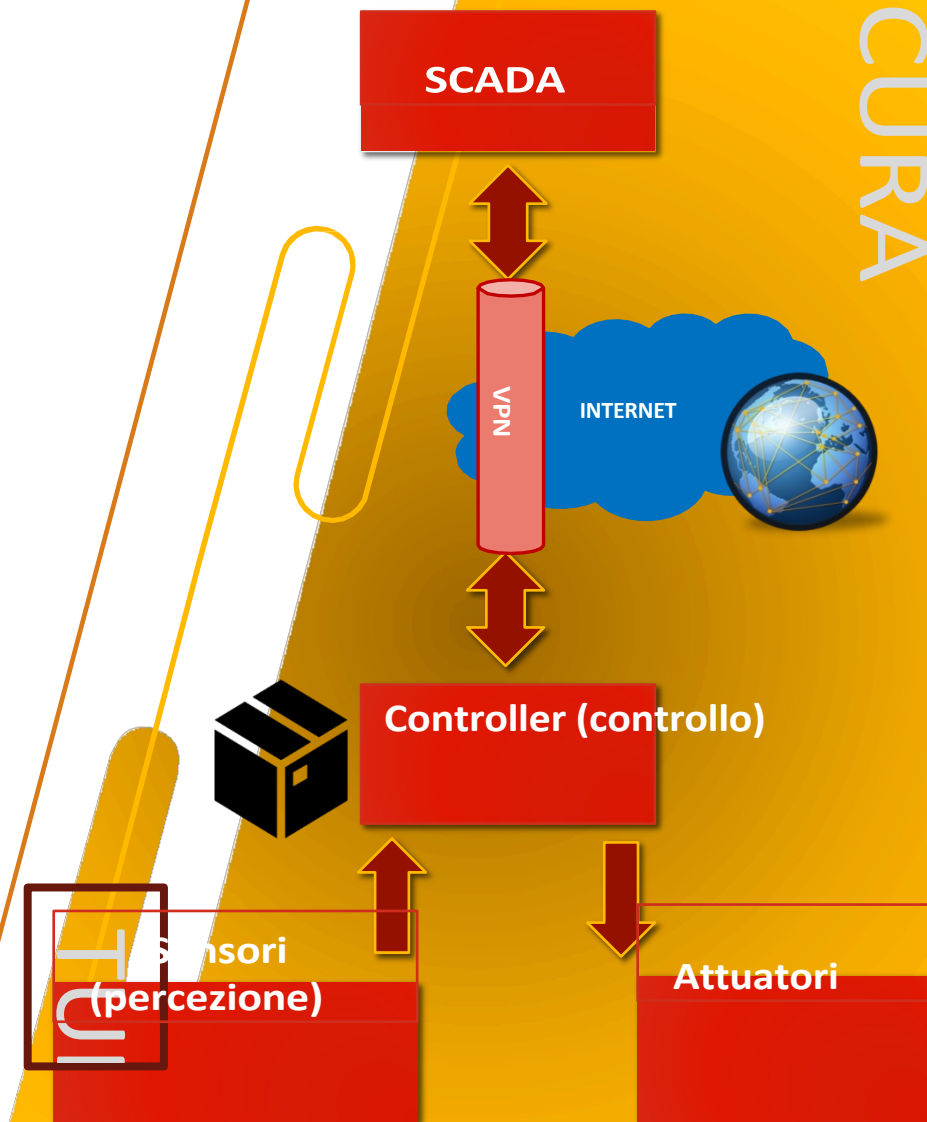 SCADA
CURA
VPN
INTERNET
Controller (controllo)
(percezione)
Attuatori